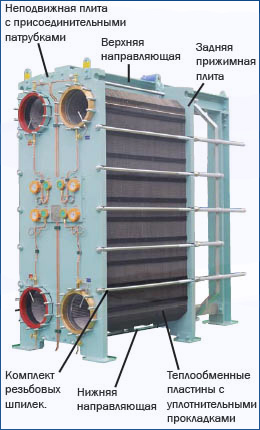 Неподвижная плита
с присоединительными
патрубками
Верхняя
направляющая
Задняя
прижимная
плита
Комплект
резьбовых
шпилек.
Нижняя
направляющая
Теплообменные
пластины с
уплотнительными
прокладками